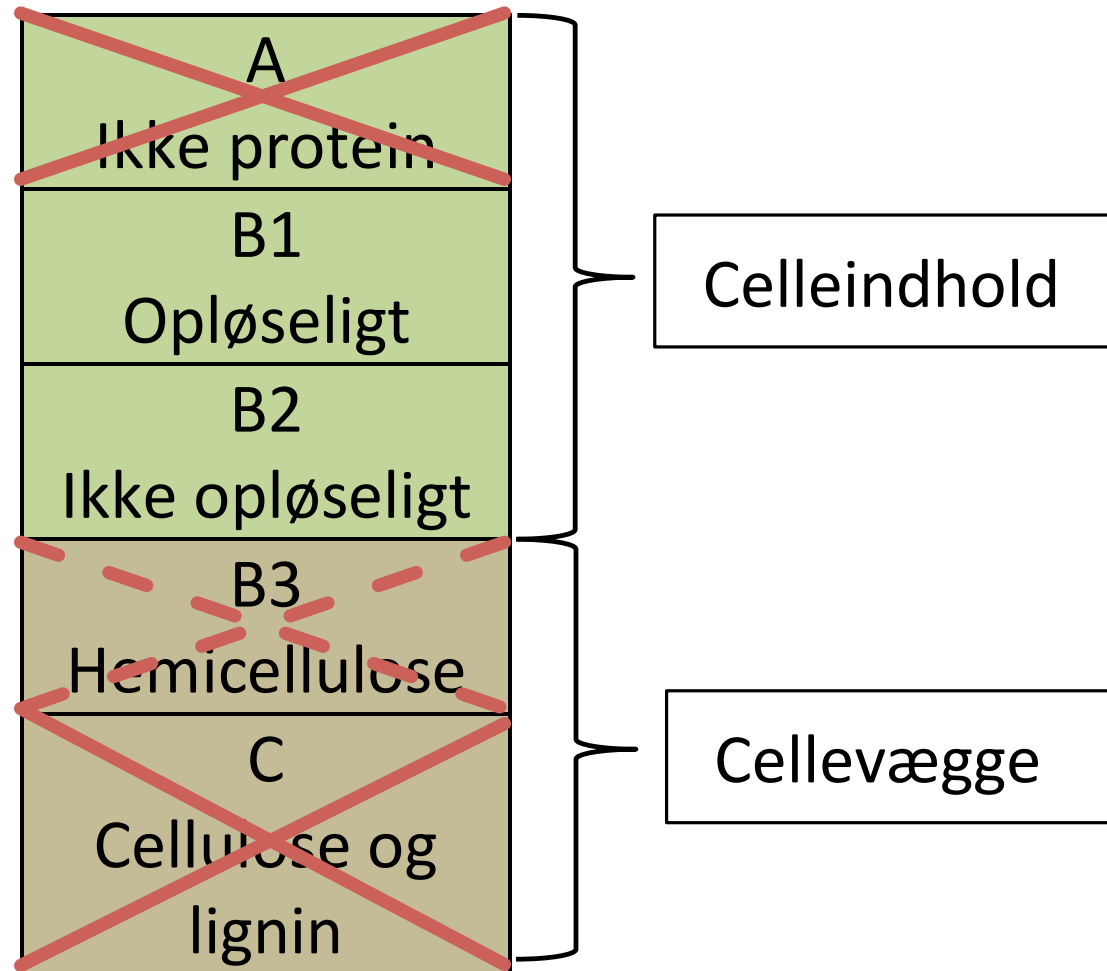 A
Ikke protein
B1
Opløseligt
B2
Ikke opløseligt
B3
Hemicellulose
C
Cellulose og
lignin
Celleindhold
Cellevægge